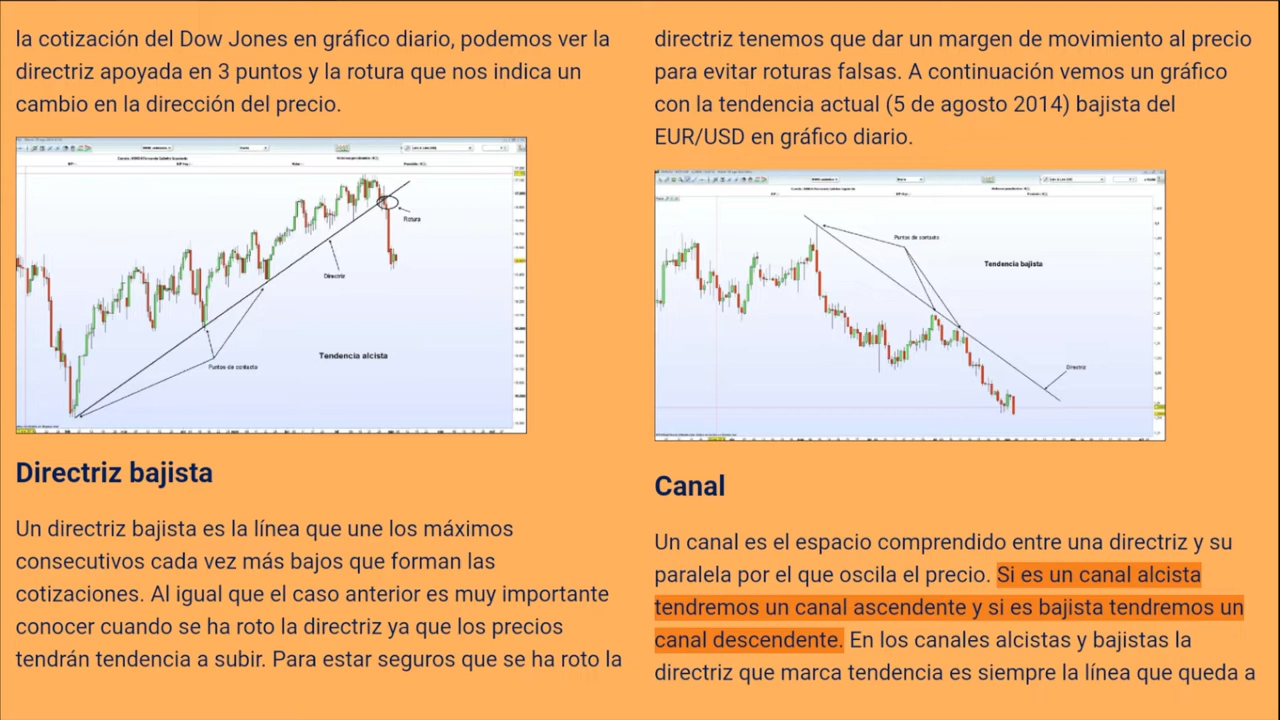 la cotización del Dow Jones en gráfico diario, podemos ver la
directriz apoyada en 3 puntos y la rotura que nos indica un
cambio en la dirección del precio.
Rotura
Directriz
Tendencia alcista
Puntos de contacto
Directriz bajista
Un directriz bajista es la línea que une los máximos
consecutivos cada vez más bajos que forman las
cotizaciones. Al igual que el caso anterior es muy importante
conocer cuando se ha roto la directriz ya que los precios
tendrán tendencia a subir. Para estar seguros que se ha roto la
directriz tenemos que dar un margen de movimiento al precio
para evitar roturas falsas. A continuación vemos un gráfico
con la tendencia actual (5 de agosto 2014) bajista del
EUR/USD en gráfico diario.
Puntos de contacto
Tendencia bajista
Directriz
Canal
Un canal es el espacio comprendido entre una directriz y su
paralela por el que oscila el precio. Si es un canal alcista
tendremos un canal ascendente y si es bajista tendremos un
canal descendente. En los canales alcistas y bajistas la
directriz que marca tendencia es siempre la línea que queda a